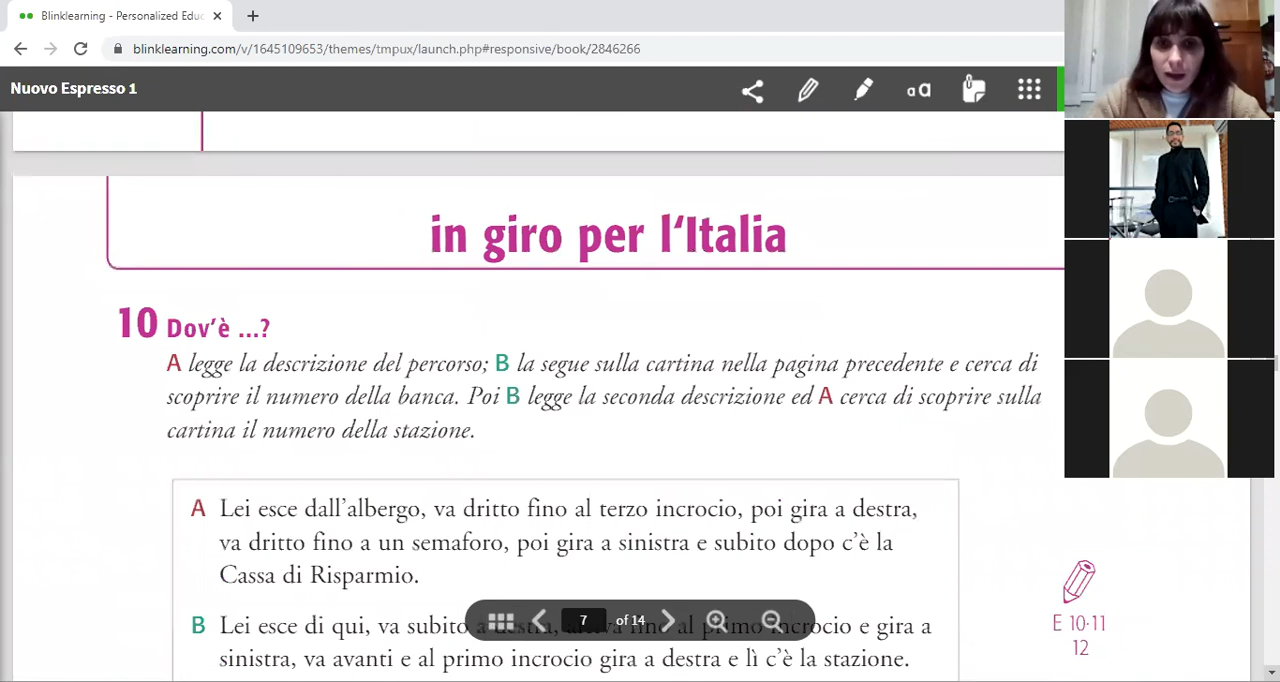 Blinklearning - Personalized Educ
blinklearning.com/v/1645109653/themes/tmpux/launch.php#responsive/book/2846266
Nuovo Espresso 1
aa
in giro per l‘Italia
10 Dov’è ...?
A legge la descrizione del percorso; B la segue sulla cartina nella pagina precedente e cerca di
scoprire il numero della banca. Poi B legge la seconda descrizione ed A cerca di scoprire sulla
cartina il numero della stazione.
A Lei esce dall’albergo, va dritto fino al terzo incrocio, poi gira a destra,
va dritto fino a un semaforo, poi gira a sinistra e subito dopo c’è la
Cassa di Risparmio.
B Lei esce di qui, va subito a destra, arriva fino al primo incrocio e gira a
sinistra, va avanti e al primo incrocio gira a destra e lì c’è la stazione.
7 of 14
E 10·11
12